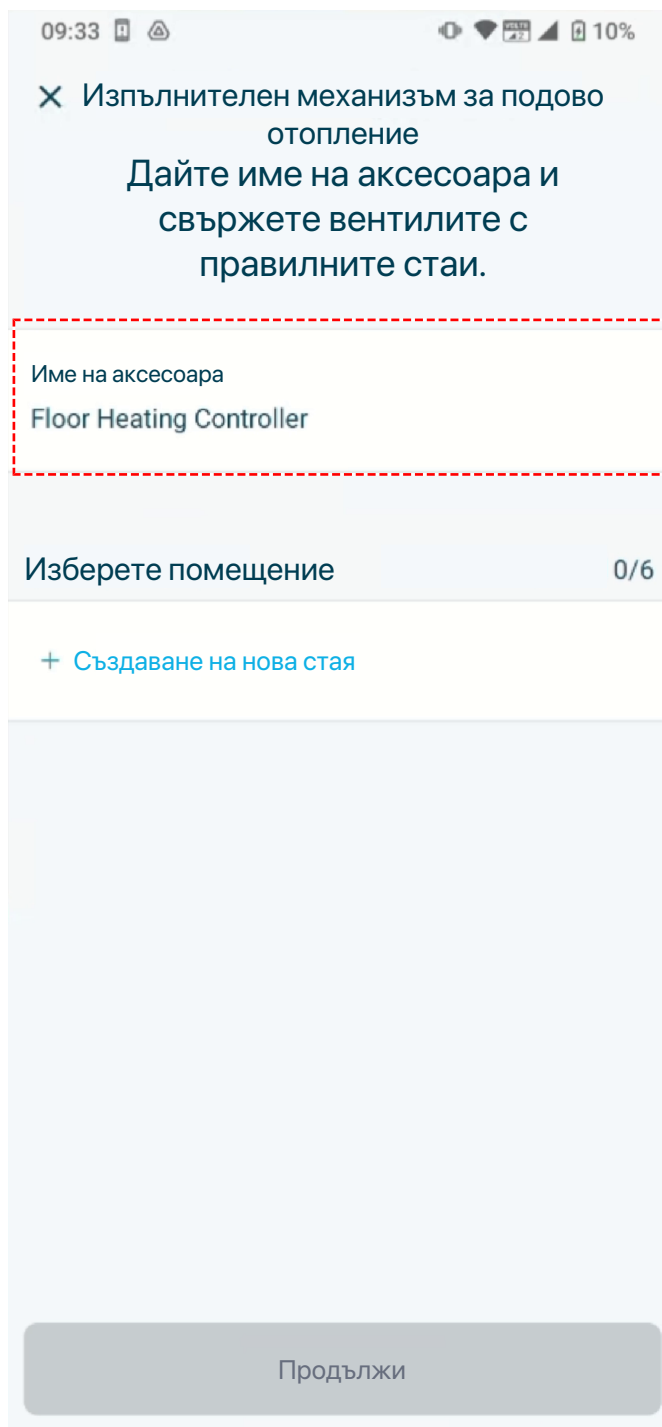 09:33 10%
Изпълнителен механизъм за подово
отопление
Дайте име на аксесоара и
свържете вентилите с
правилните стаи.
Име на аксесоара
Floor Heating Controller
Изберете помещение 0/6
+ Създаване на нова стая
Продължи